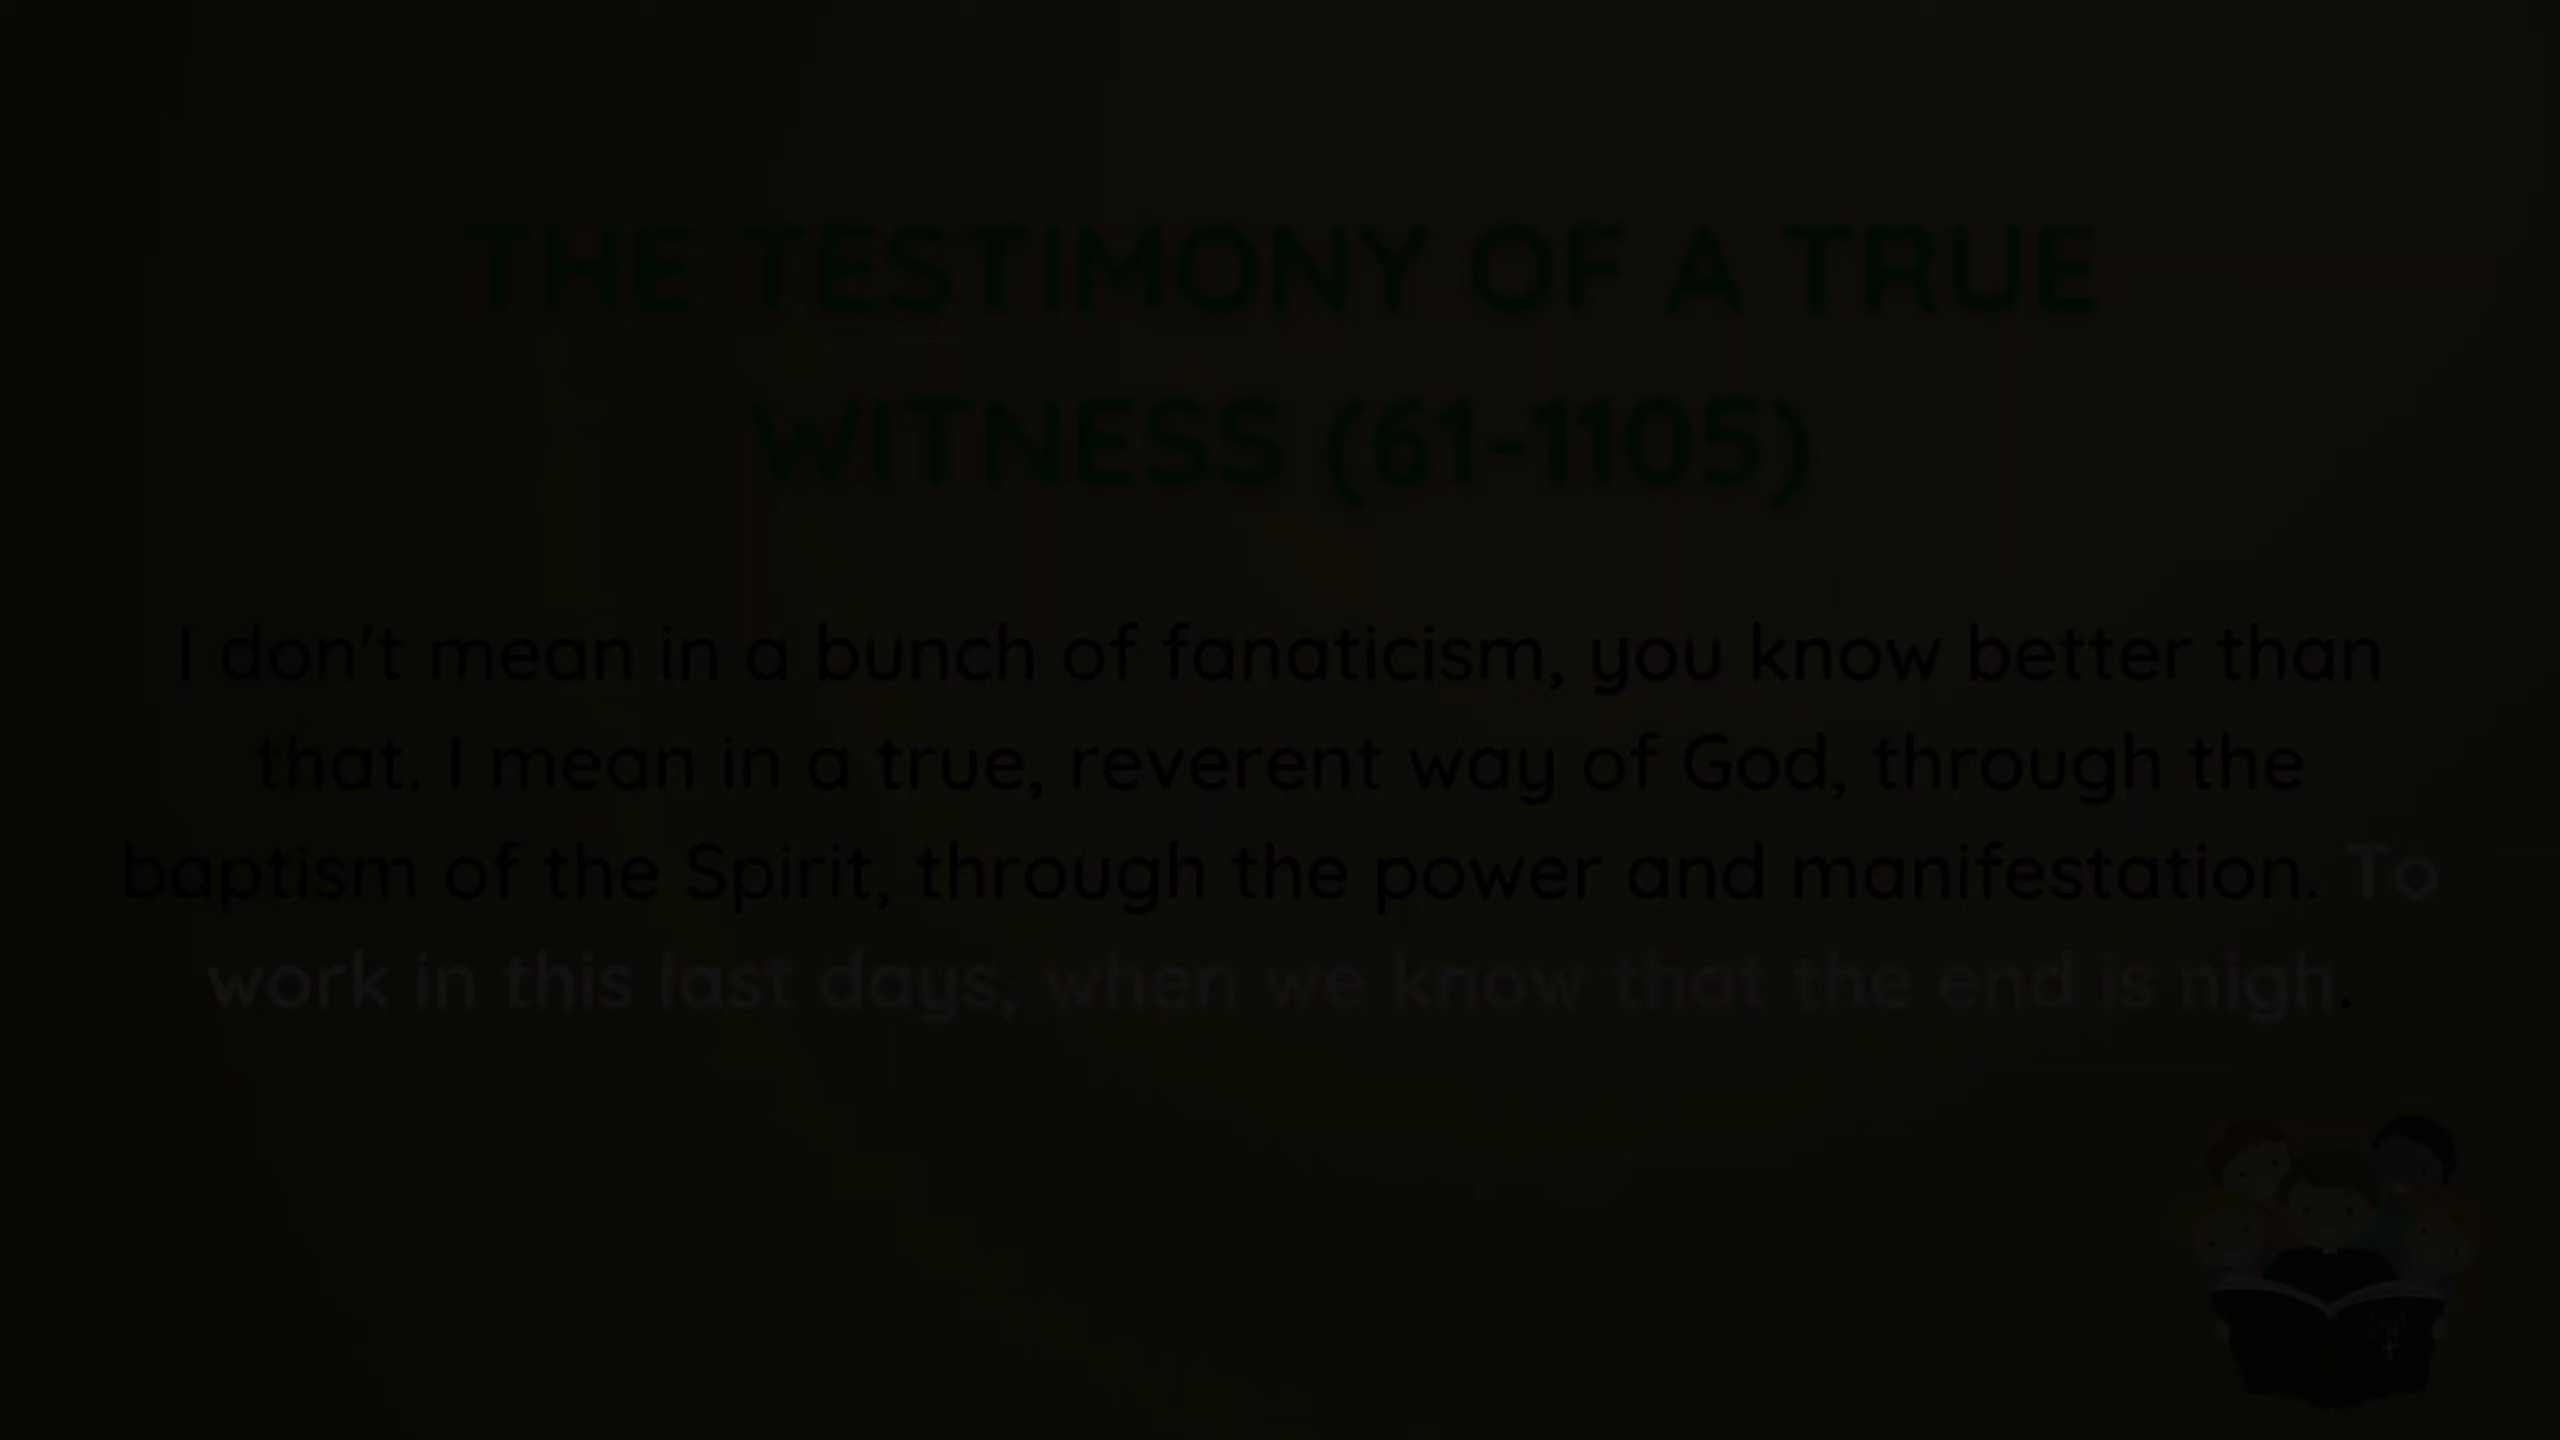 THE TESTIMONY OF A TRUE
WITNESS (61-1105)
I don't mean in a bunch of fanaticism, you know better than
that. I mean in a true, reverent way of God, through the
baptism of the Spirit, through the power and manifestation. To
work in this last days, when we know that the end is nigh.